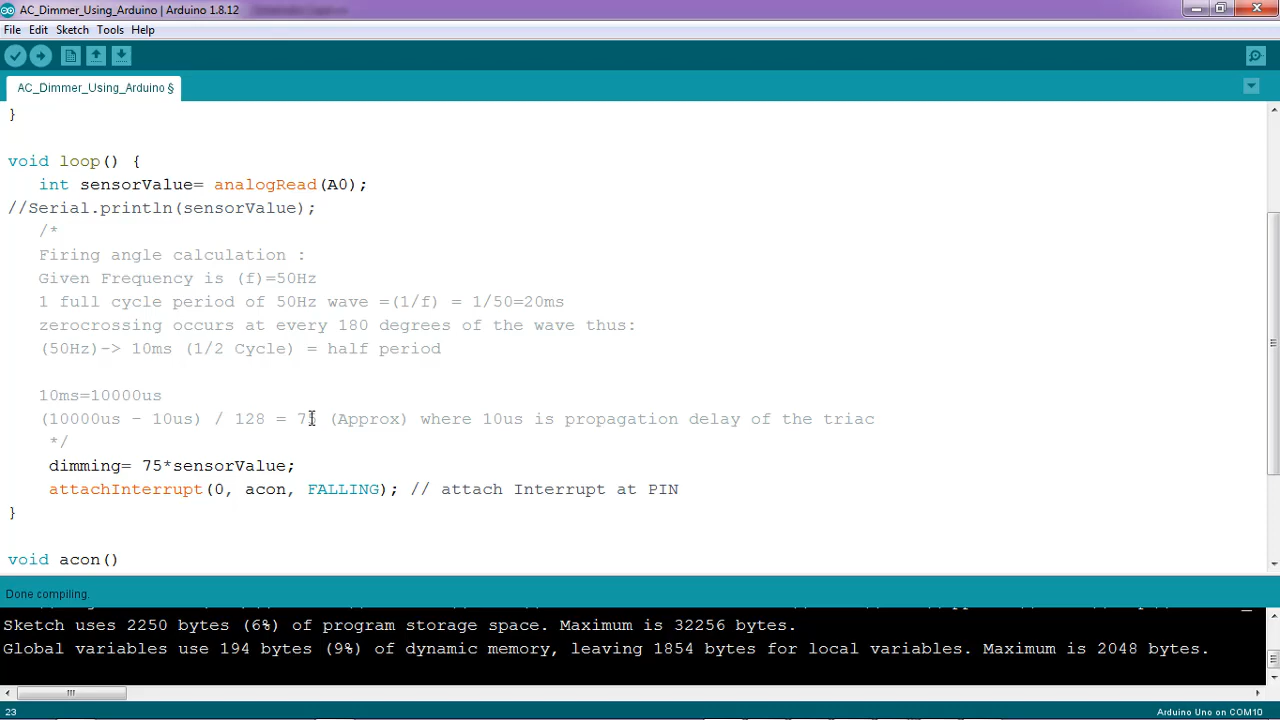 AC_Dimmer_Using_Arduino | Arduino 1.8.12
File Edit Sketch Tools Help
AC_Dimmer_Using_Arduino §
}
void loop() {
int sensorValue= analogRead(A0);
//Serial.println(sensorValue);
/*
Firing angle calculation :
Given Frequency is (f)=50Hz
1 full cycle period of 50Hz wave =(1/f) = 1/50=20ms
zerocrossing occurs at every 180 degrees of the wave thus:
(50Hz)-> 10ms (1/2 Cycle) = half period
10ms=10000us
(10000us - 10us) / 128 = 75 (Approx) where 10us is propagation delay of the triac
*/
dimming= 75*sensorValue;
attachInterrupt(0, acon, FALLING); // attach Interrupt at PIN
}
void acon()
Done compiling.
Sketch uses 2250 bytes (6%) of program storage space. Maximum is 32256 bytes.
Global variables use 194 bytes (9%) of dynamic memory, leaving 1854 bytes for local variables. Maximum is 2048 bytes.
23
Arduino Uno on COM10